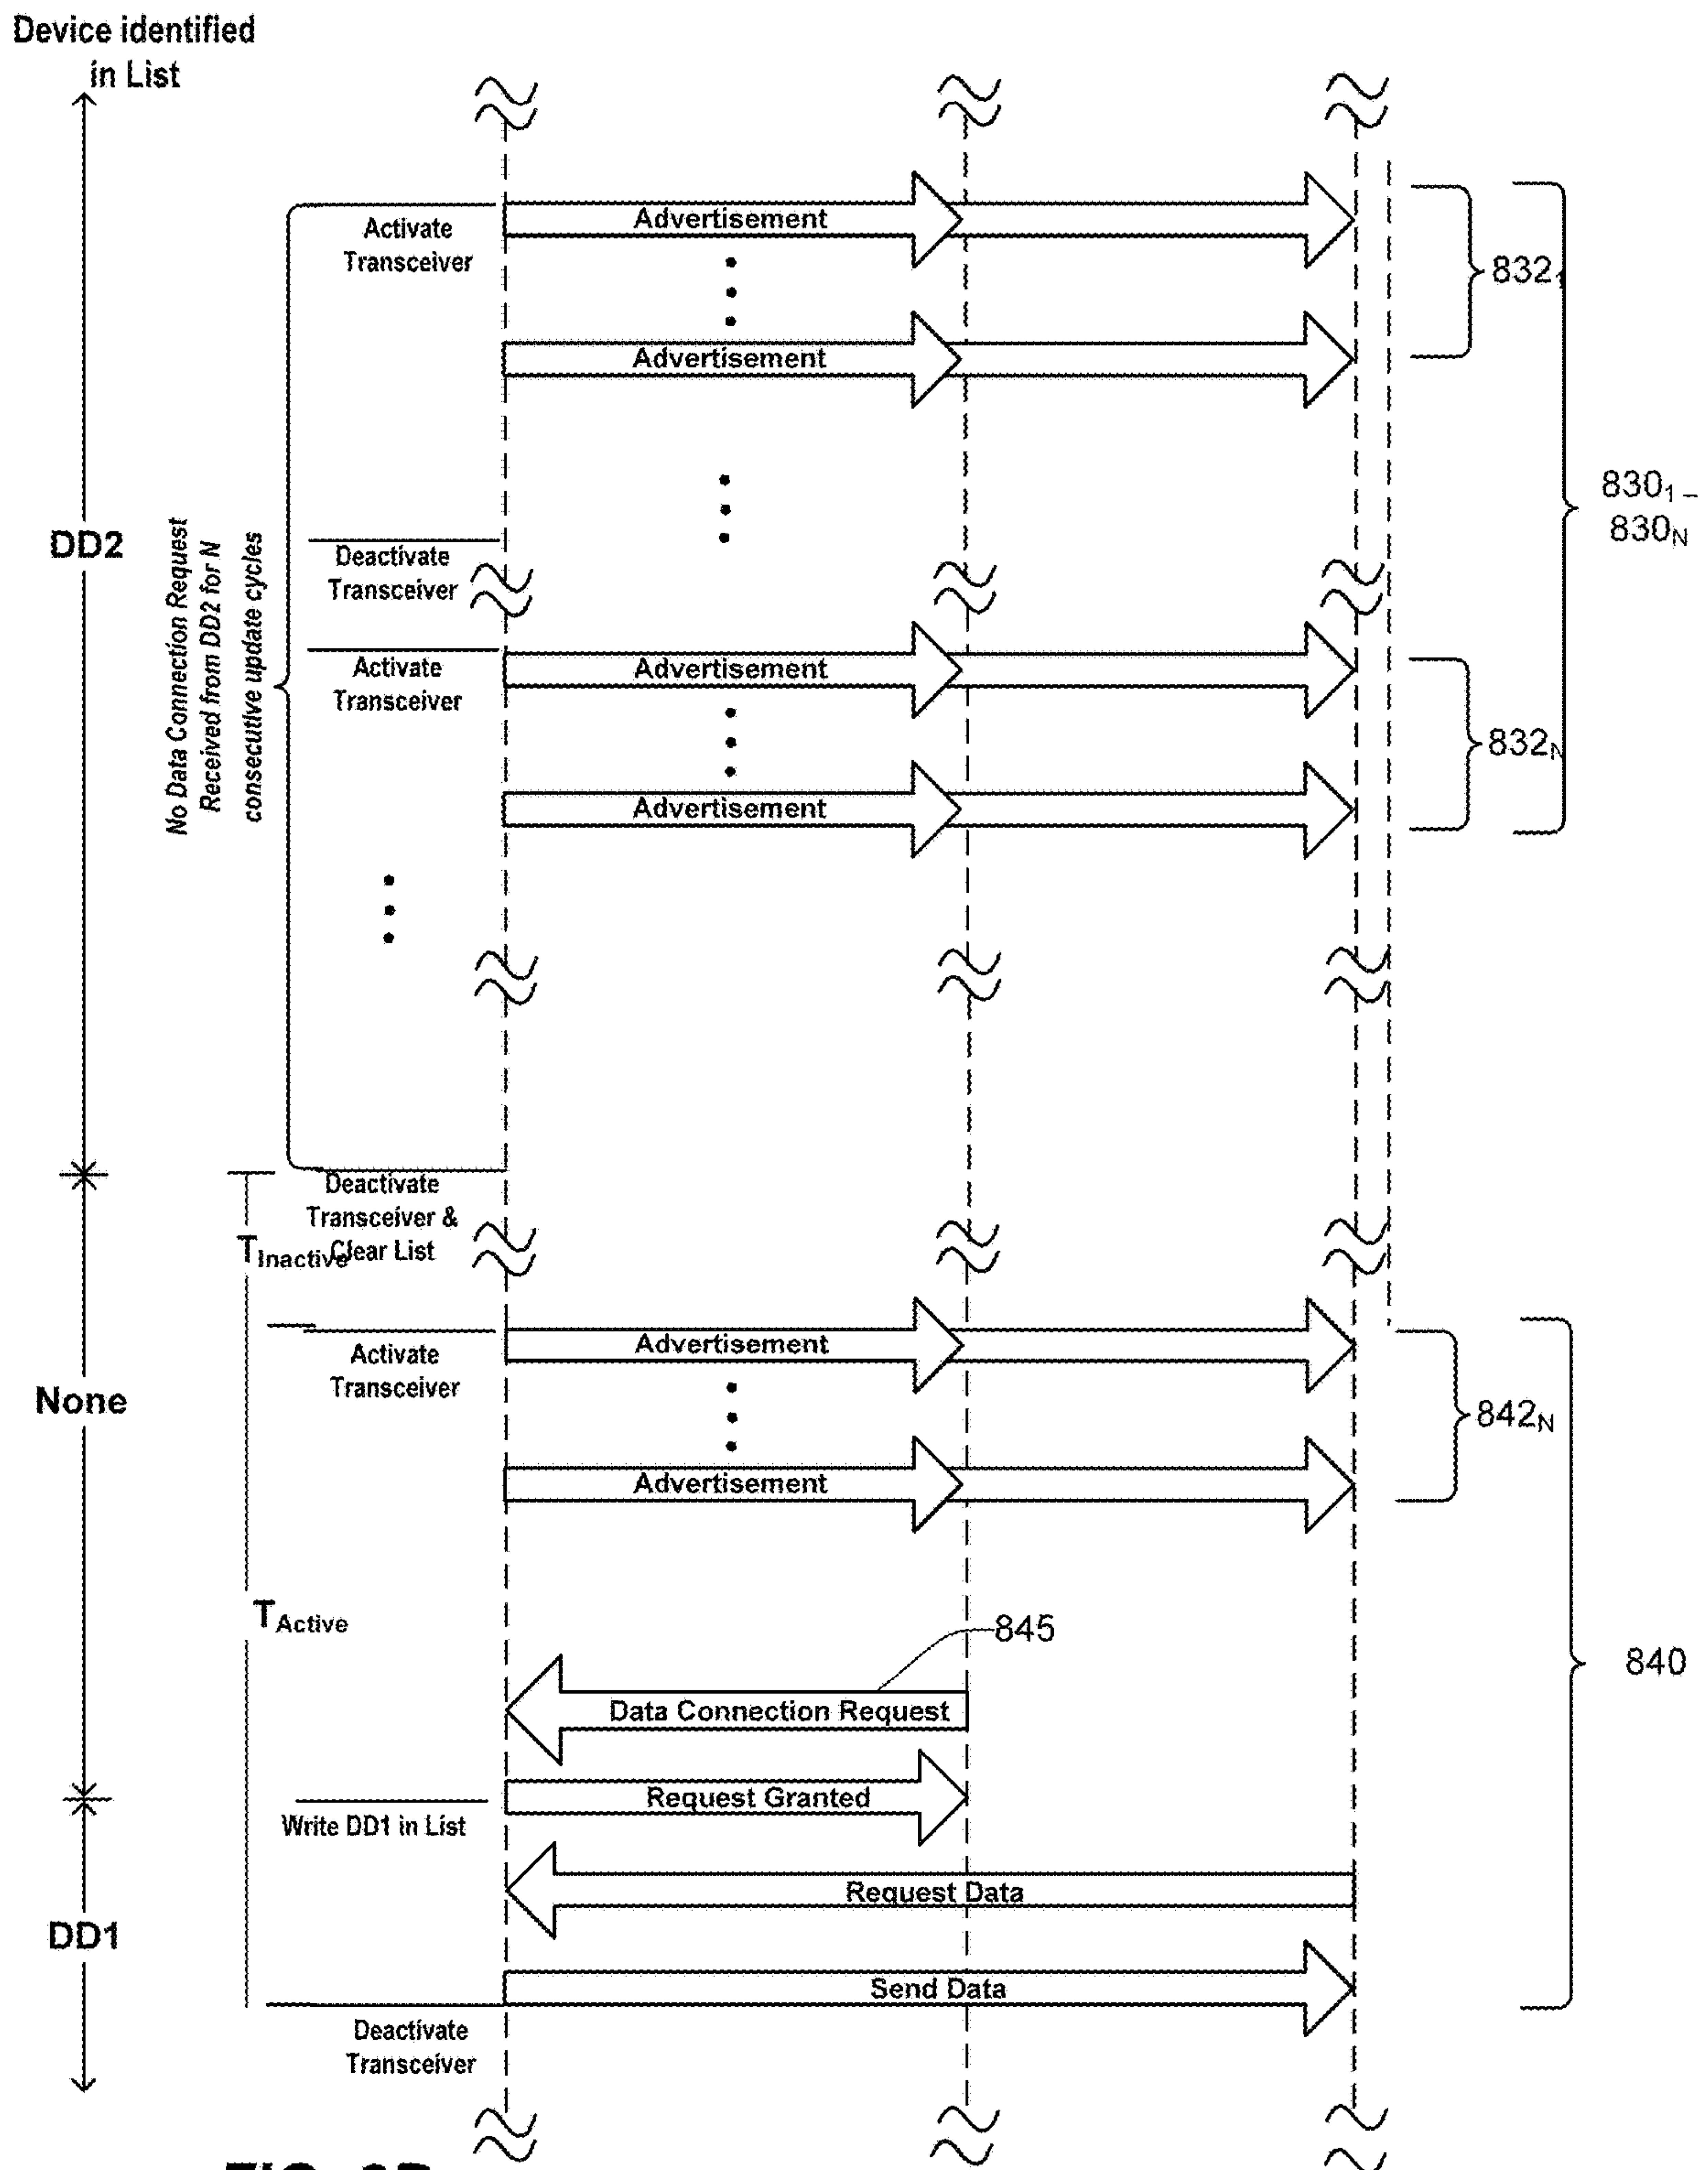 Device identified
in List
Activate
Transceiver
Advertisement
832₁
Advertisement
830₁ –
830N
DD2
No Data Connection Request
Received from DD2 for N
consecutive update cycles
Deactivate
Transceiver
Activate
Transceiver
Advertisement
832N
Advertisement
Deactivate
Transceiver &
Clear List
TInactive
Activate
Transceiver
Advertisement
None
842N
Advertisement
TActive
845
840
Data Connection Request
Request Granted
Write DD1 in List
Request Data
DD1
Send Data
Deactivate
Transceiver